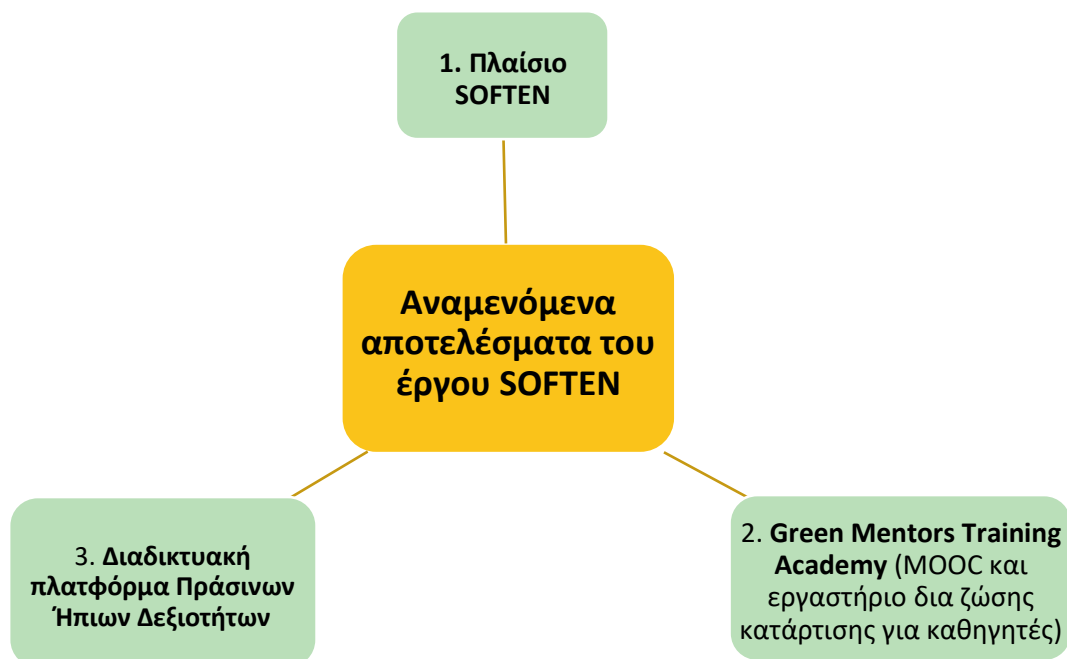 1. Πλαίσιο
SOFTEN
Αναμενόμενα
αποτελέσματα του
έργου SOFTEN
2. Green Mentors Training
Academy (MOOC και
εργαστήριο δια ζώσης
κατάρτισης για καθηγητές)
3. Διαδικτυακή
πλατφόρμα Πράσινων
Ήπιων Δεξιοτήτων